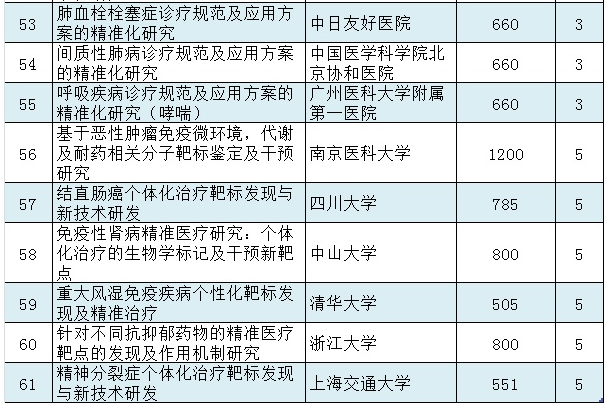 53 肺血栓栓塞症诊疗规范及应用方 中日友好医院 660 3
案的精准化研究
54 间质性肺病诊疗规范及应用方案 中国医学科学院北 660 3
的精准化研究 京协和医院
55 呼吸疾病诊疗规范及应用方案的 广州医科大学附属 660 3
精准化研究（哮喘） 第一医院
基于恶性肿瘤免疫微环境，代谢
56 及耐药相关分子靶标鉴定及干预 南京医科大学 1200 5
研究
57 结直肠癌个体化治疗靶标发现与 四川大学 785 5
新技术研发
免疫性肾病精准医疗研究：个体
58 化治疗的生物学标记及干预新靶 中山大学 800 5
点
59 重大风湿免疫疾病个性化靶标发 清华大学 505 5
现及精准治疗
60 针对不同抗抑郁药物的精准医疗 浙江大学 800 5
靶点的发现及作用机制研究
61 精神分裂症个体化治疗靶标发现 上海交通大学 551 5
与新技术研发